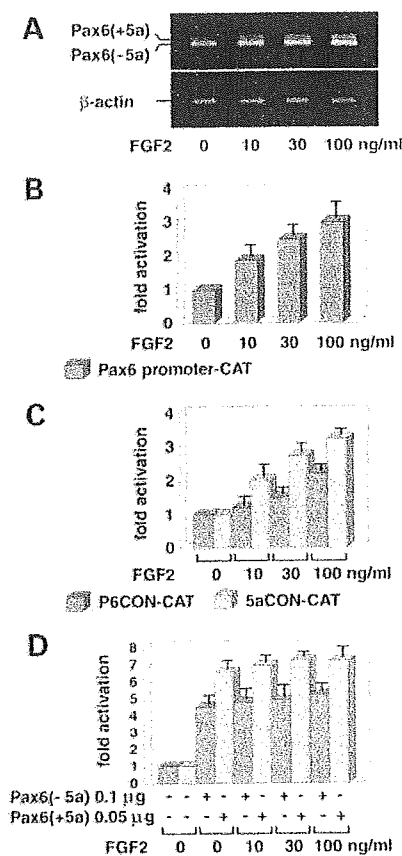 A
Pax6(+5a)
Pax6(-5a)
β-actin
FGF2 0 10 30 100 ng/ml
B
4
3
2
1
0
fold activation
FGF2 0 10 30 100 ng/ml
Pax6 promoter-CAT
C
4
3
2
1
0
fold activation
FGF2 0 10 30 100 ng/ml
P6CON-CAT 5aCON-CAT
D
8
7
6
5
4
3
2
1
0
fold activation
Pax6(- 5a) 0.1 μg - - + - + - + - + -
Pax6(+5a) 0.05 μg - - - + - + - + - +
FGF2 0 0 10 30 100 ng/ml